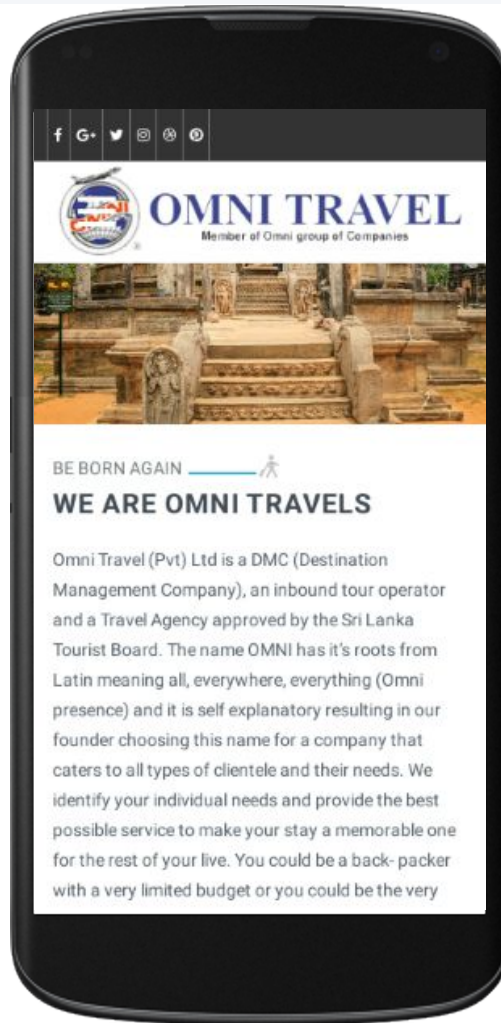 OMNI TRAVEL
Member of Omni group of Companies
BE BORN AGAIN
WE ARE OMNI TRAVELS
Omni Travel (Pvt) Ltd is a DMC (Destination
Management Company), an inbound tour operator
and a Travel Agency approved by the Sri Lanka
Tourist Board. The name OMNI has it's roots from
Latin meaning all, everywhere, everything (Omni
presence) and it is self explanatory resulting in our
founder choosing this name for a company that
caters to all types of clientele and their needs. We
identify your individual needs and provide the best
possible service to make your stay a memorable one
for the rest of your live. You could be a back- packer
with a very limited budget or you could be the very